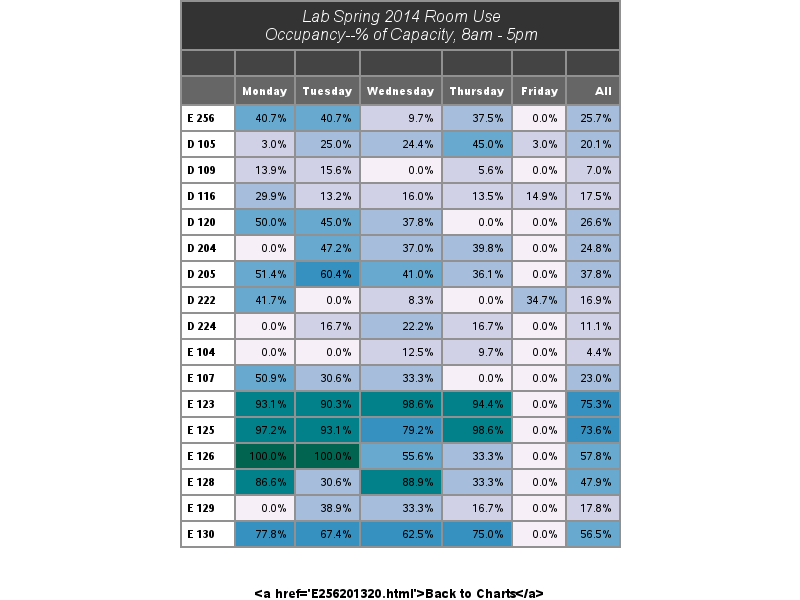 Lab Spring 2014 Room Use
Occupancy--% of Capacity, 8am - 5pm
Monday Tuesday Wednesday Thursday Friday All
E 256 40.7% 40.7% 9.7% 37.5% 0.0% 25.7%
D 105 3.0% 25.0% 24.4% 45.0% 3.0% 20.1%
D 109 13.9% 15.6% 0.0% 5.6% 0.0% 7.0%
D 116 29.9% 13.2% 16.0% 13.5% 14.9% 17.5%
D 120 50.0% 45.0% 37.8% 0.0% 0.0% 26.6%
D 204 0.0% 47.2% 37.0% 39.8% 0.0% 24.8%
D 205 51.4% 60.4% 41.0% 36.1% 0.0% 37.8%
D 222 41.7% 0.0% 8.3% 0.0% 34.7% 16.9%
D 224 0.0% 16.7% 22.2% 16.7% 0.0% 11.1%
E 104 0.0% 0.0% 12.5% 9.7% 0.0% 4.4%
E 107 50.9% 30.6% 33.3% 0.0% 0.0% 23.0%
E 123 93.1% 90.3% 98.6% 94.4% 0.0% 75.3%
E 125 97.2% 93.1% 79.2% 98.6% 0.0% 73.6%
E 126 100.0% 100.0% 55.6% 33.3% 0.0% 57.8%
E 128 86.6% 30.6% 88.9% 33.3% 0.0% 47.9%
E 129 0.0% 38.9% 33.3% 16.7% 0.0% 17.8%
E 130 77.8% 67.4% 62.5% 75.0% 0.0% 56.5%
<a href='E256201320.html'>Back to Charts</a>